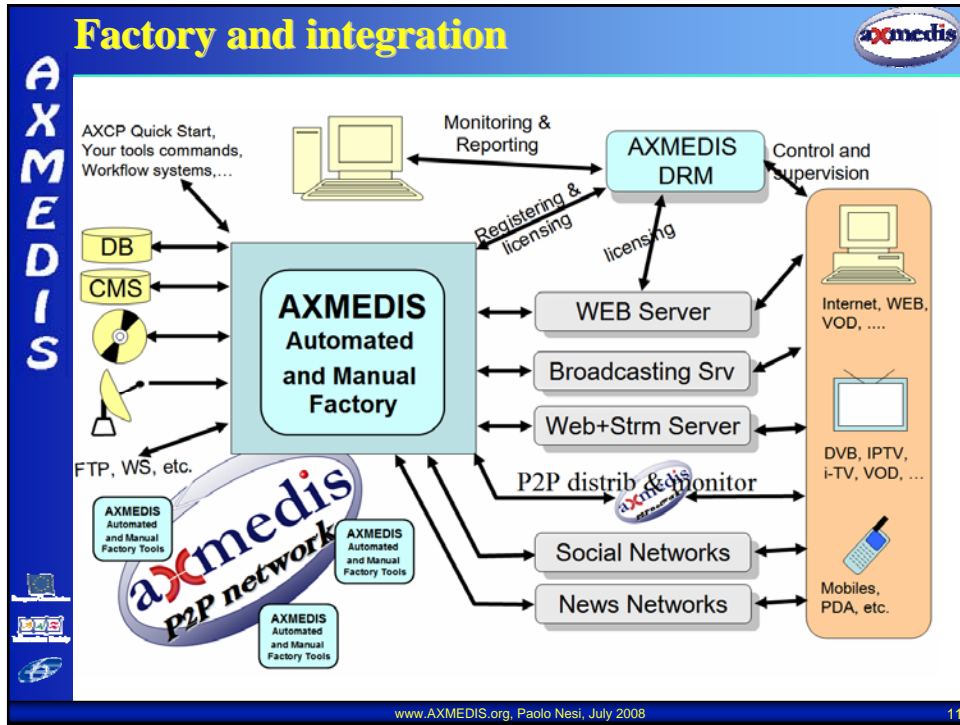 Factory and integration
axmedis
AXMEDIS
AXCP Quick Start,
Your tools commands,
Workflow systems,…
Monitoring &
Reporting
AXMEDIS
DRM
Control and
supervision
Registering &
licensing
licensing
DB
CMS
AXMEDIS
Automated
and Manual
Factory
WEB Server
Broadcasting Srv
Web+Strm Server
Internet, WEB,
VOD, ....
DVB, IPTV,
i-TV, VOD, …
FTP, WS, etc.
P2P distrib & monitor
axmedis
axmedis
P2P network
AXMEDIS
Automated
and Manual
Factory Tools
AXMEDIS
Automated
and Manual
Factory Tools
AXMEDIS
Automated
and Manual
Factory Tools
Social Networks
News Networks
Mobiles,
PDA, etc.
www.AXMEDIS.org, Paolo Nesi, July 2008
11